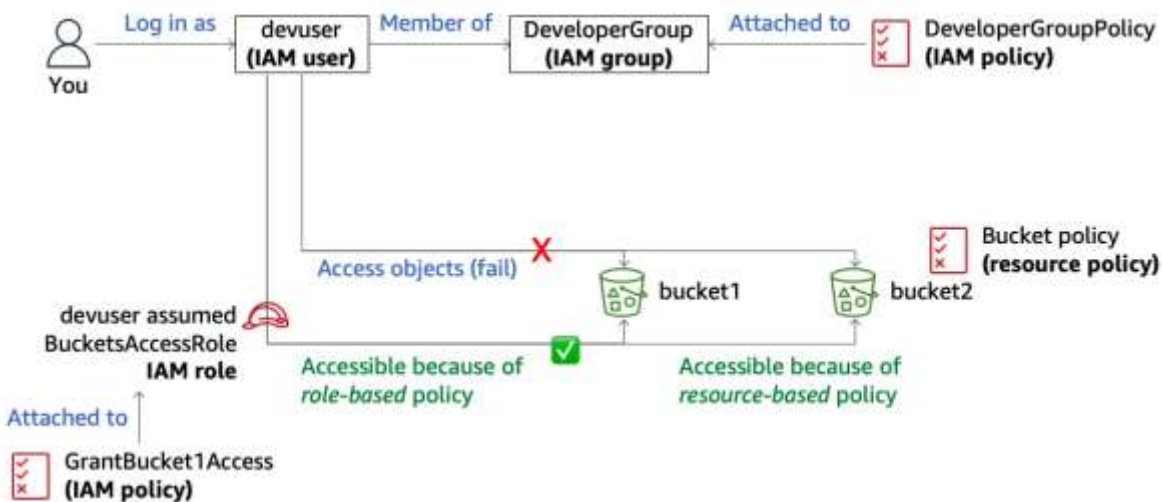 Log in as
devuser
(IAM user)
Member of
DeveloperGroup
(IAM group)
Attached to
DeveloperGroupPolicy
(IAM policy)
You
Access objects (fail)
X
Bucket policy
(resource policy)
bucket1
bucket2
devuser assumed
BucketsAccessRole
IAM role
Accessible because of
role-based policy
Accessible because of
resource-based policy
Attached to
GrantBucket1Access
(IAM policy)